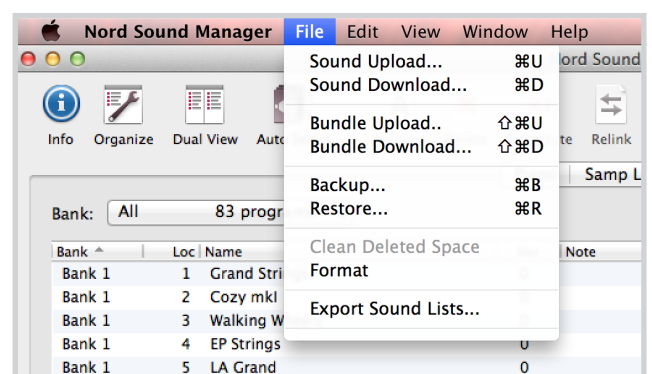 Nord Sound Manager File Edit View Window Help
Nord Sound
Sound Upload... ⌘U
Sound Download... ⌘D
Bundle Upload.. ⇧⌘U
Bundle Download... ⇧⌘D
Backup... ⌘B
Restore... ⌘R
Clean Deleted Space
Format
Export Sound Lists...
Info Organize Dual View Relink
Samp L
Bank: All 83 progr
Bank Loc Name Note
Bank 1 1 Grand Stri
Bank 1 2 Cozy mkI
Bank 1 3 Walking W
Bank 1 4 EP Strings 0
Bank 1 5 LA Grand 0